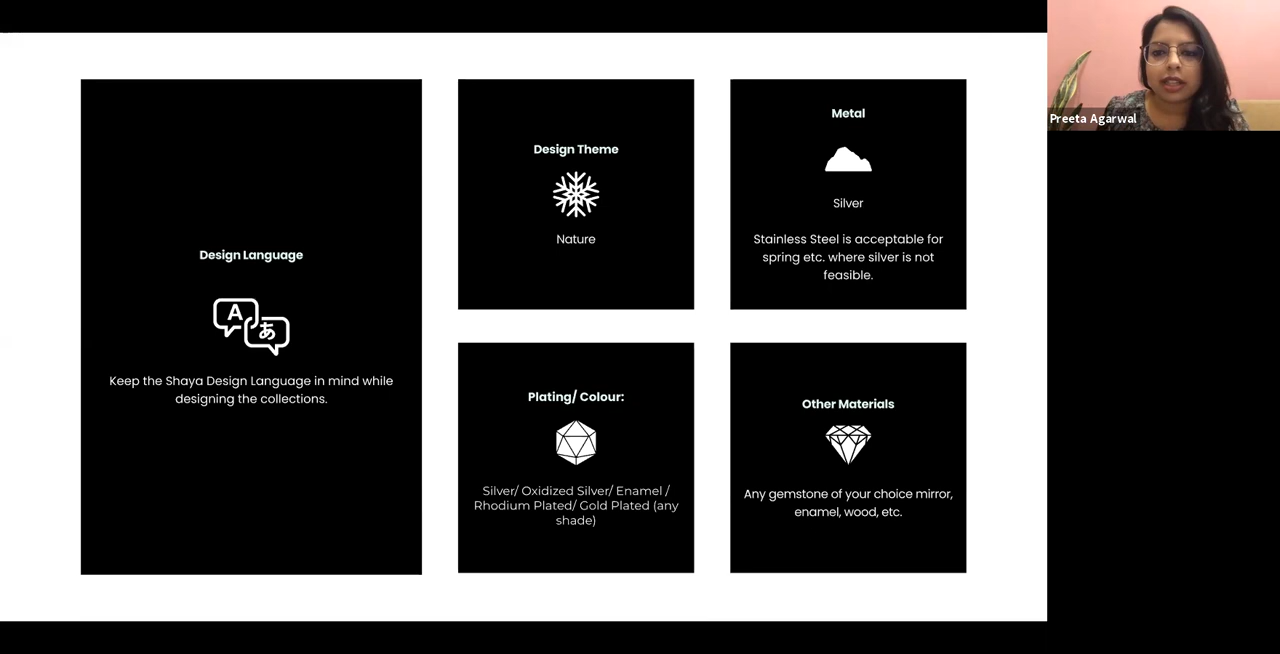 Design Language
A
あ
Keep the Shaya Design Language in mind while
designing the collections.
Design Theme
Nature
Metal
Silver
Stainless Steel is acceptable for
spring etc. where silver is not
feasible.
Plating/ Colour:
Silver/ Oxidized Silver/ Enamel /
Rhodium Plated/ Gold Plated (any
shade)
Other Materials
Any gemstone of your choice mirror,
enamel, wood, etc.
Preeta Agarwal